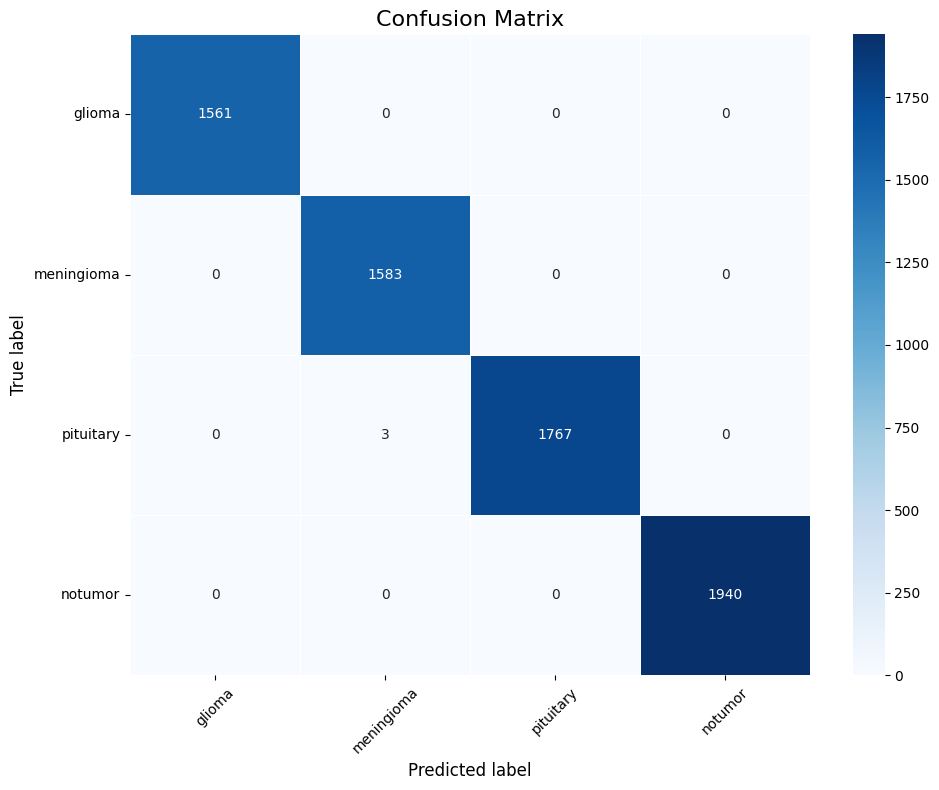 Confusion Matrix
glioma 1561 0 0 0
meningioma 0 1583 0 0
pituitary 0 3 1767 0
notumor 0 0 0 1940
True label
glioma meningioma pituitary notumor
Predicted label
1750
1500
1250
1000
750
500
250
0